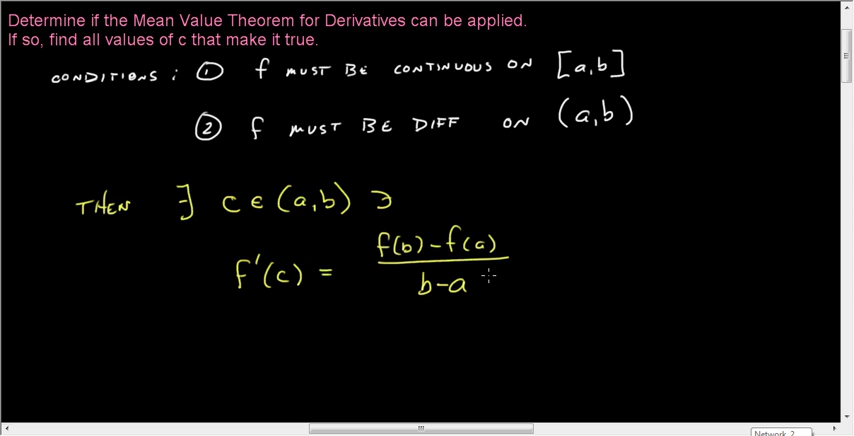 Determine if the Mean Value Theorem for Derivatives can be applied.
If so, find all values of c that make it true.
CONDITIONS : ① f MUST BE CONTINUOUS ON [a,b]
② f MUST BE DIFF ON (a,b)
THEN ∃ c ∈ (a,b) ∋
f'(c) = f(b) - f(a)
b - a
Network 2